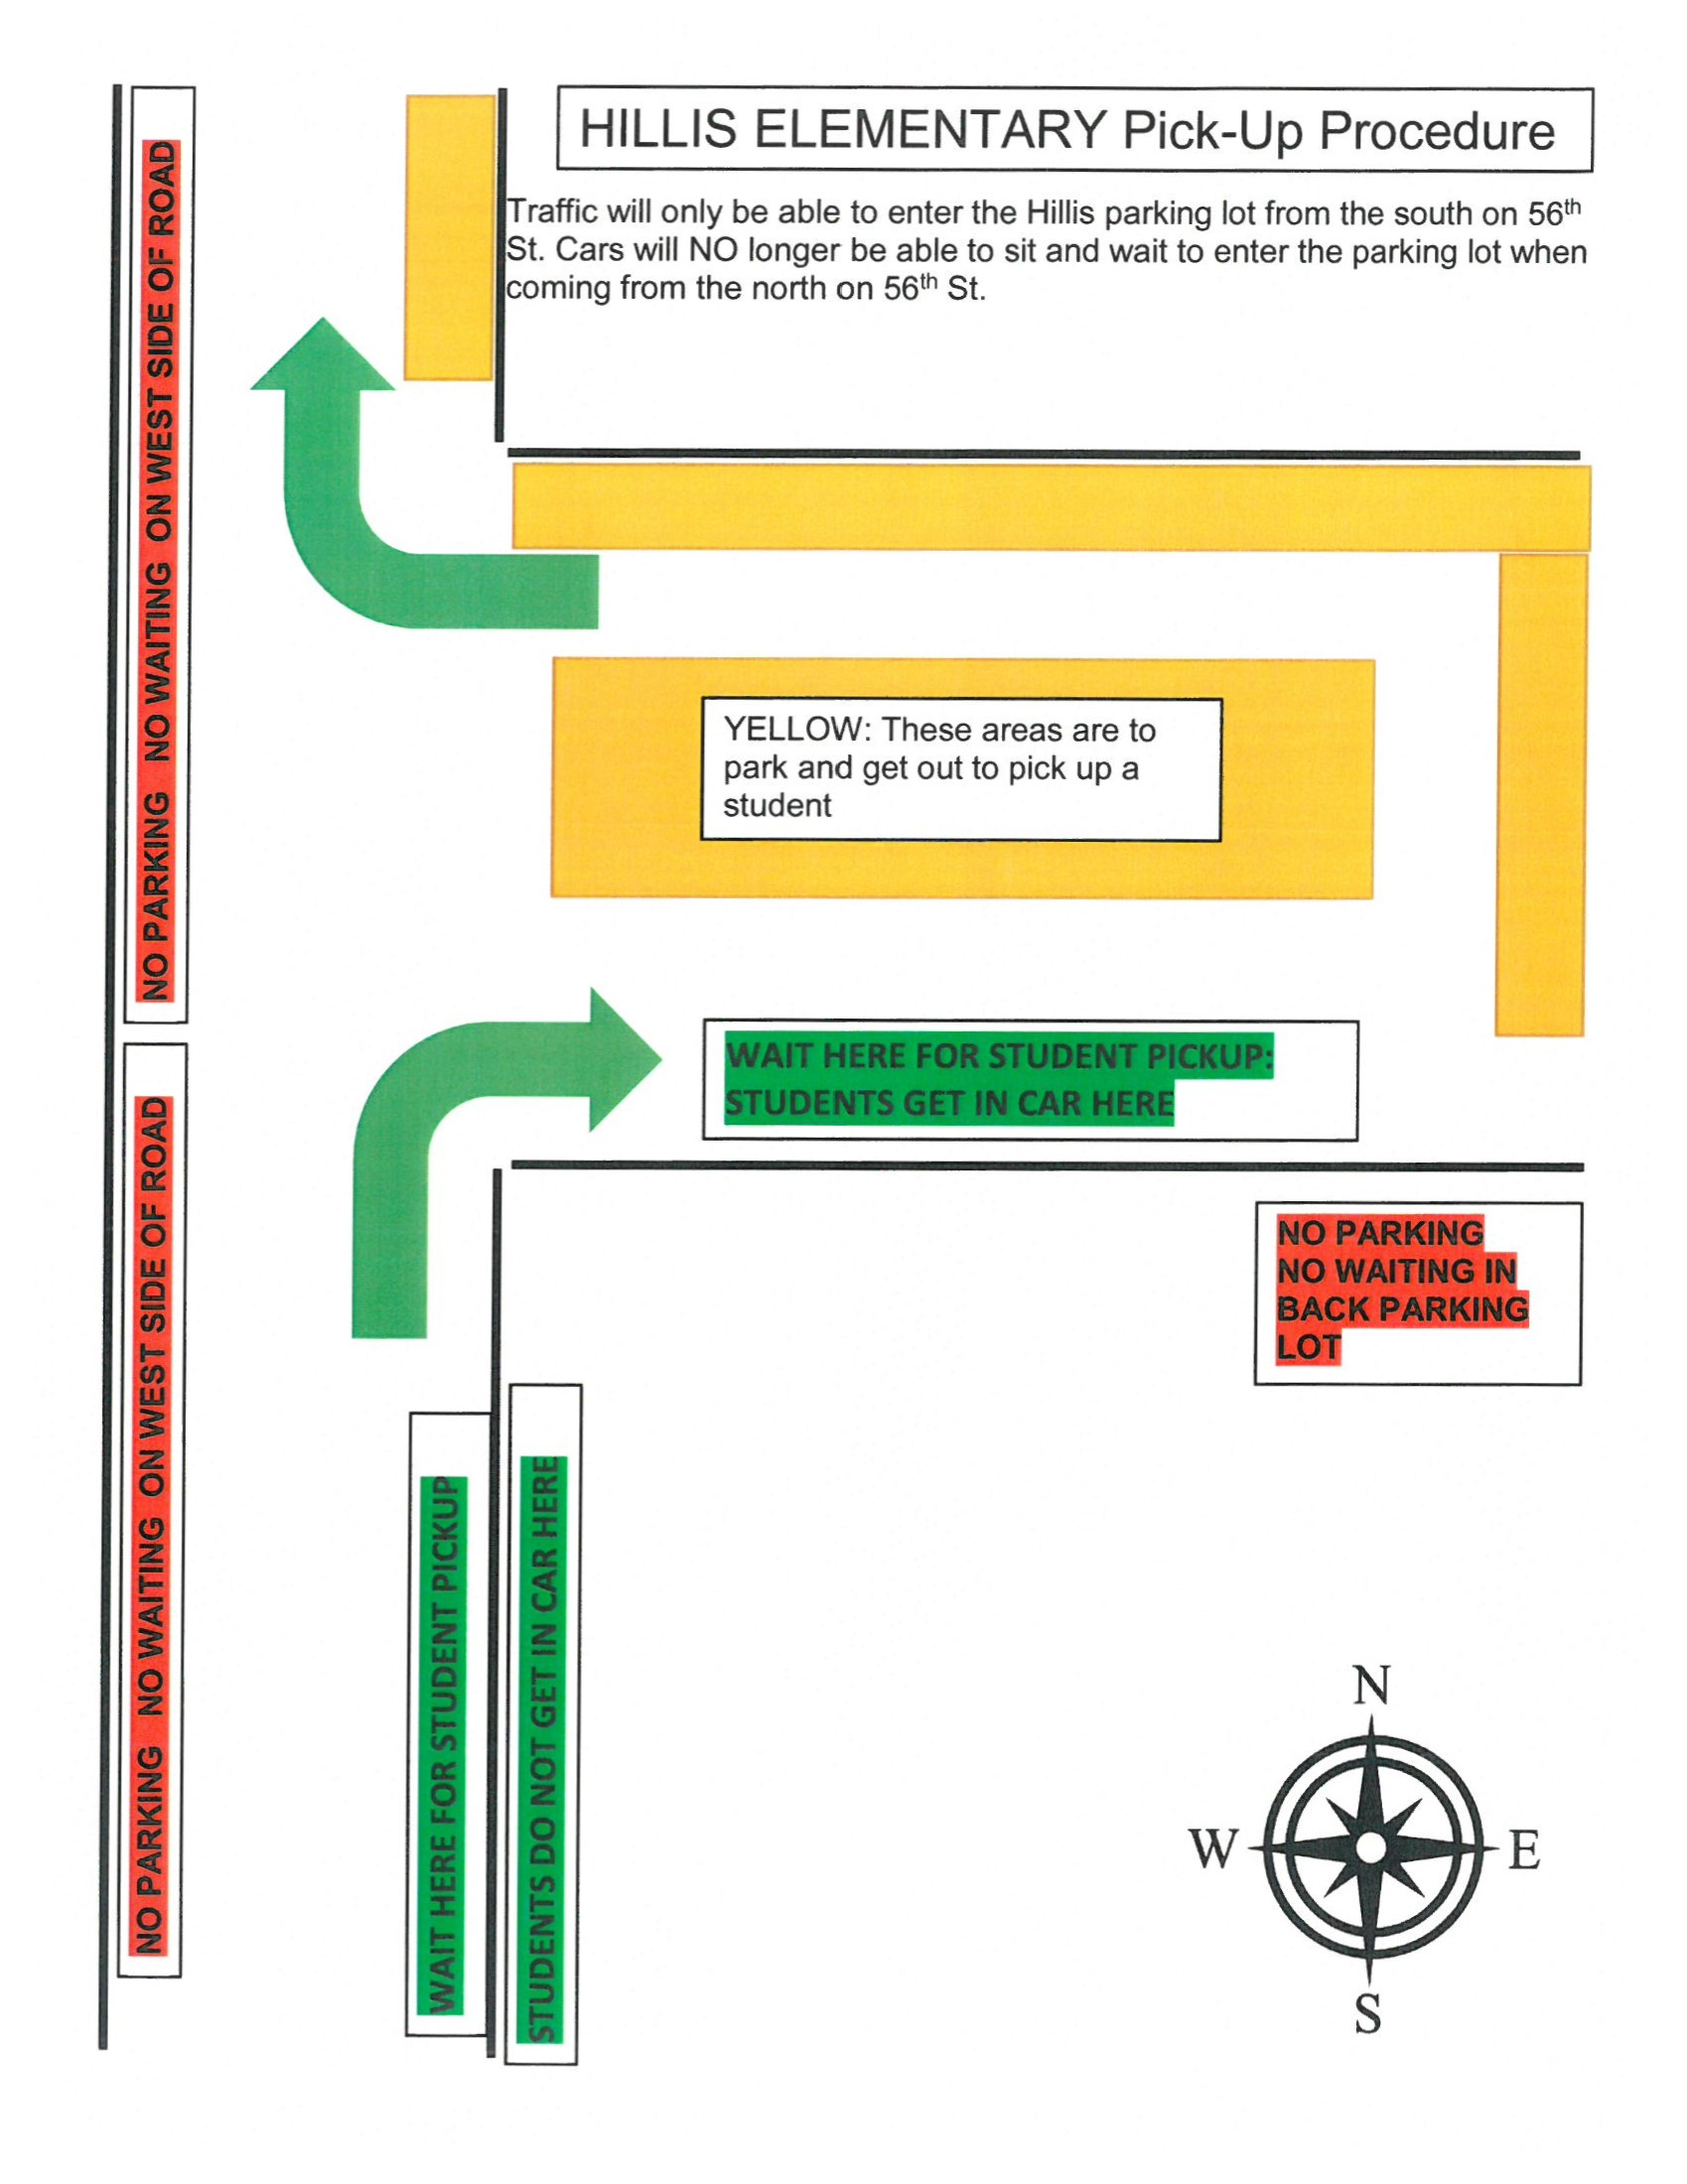 HILLIS ELEMENTARY Pick-Up Procedure
Traffic will only be able to enter the Hillis parking lot from the south on 56th
St. Cars will NO longer be able to sit and wait to enter the parking lot when
coming from the north on 56th St.
NO PARKING NO WAITING ON WEST SIDE OF ROAD
YELLOW: These areas are to
park and get out to pick up a
student
WAIT HERE FOR STUDENT PICKUP:
STUDENTS GET IN CAR HERE
NO PARKING NO WAITING ON WEST SIDE OF ROAD
NO PARKING
NO WAITING IN
BACK PARKING
LOT
WAIT HERE FOR STUDENT PICKUP
STUDENTS DO NOT GET IN CAR HERE
N
W
E
S